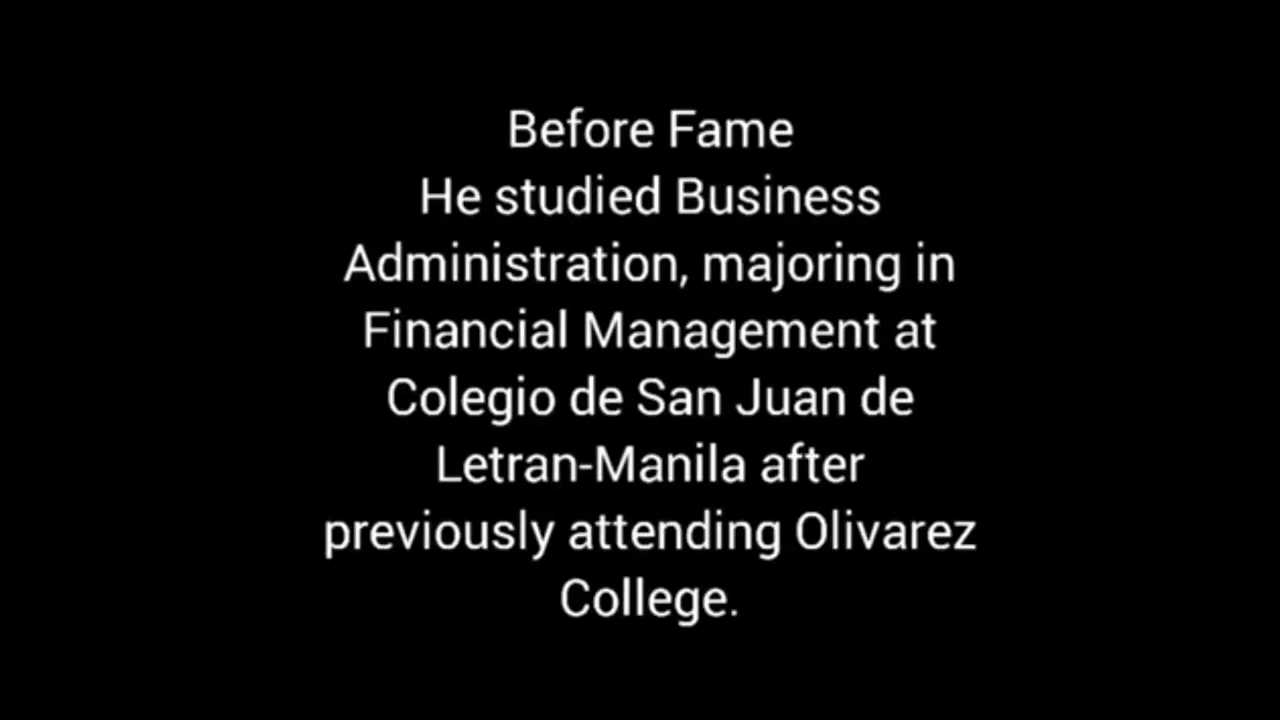 Before Fame
He studied Business
Administration, majoring in
Financial Management at
Colegio de San Juan de
Letran-Manila after
previously attending Olivarez
College.